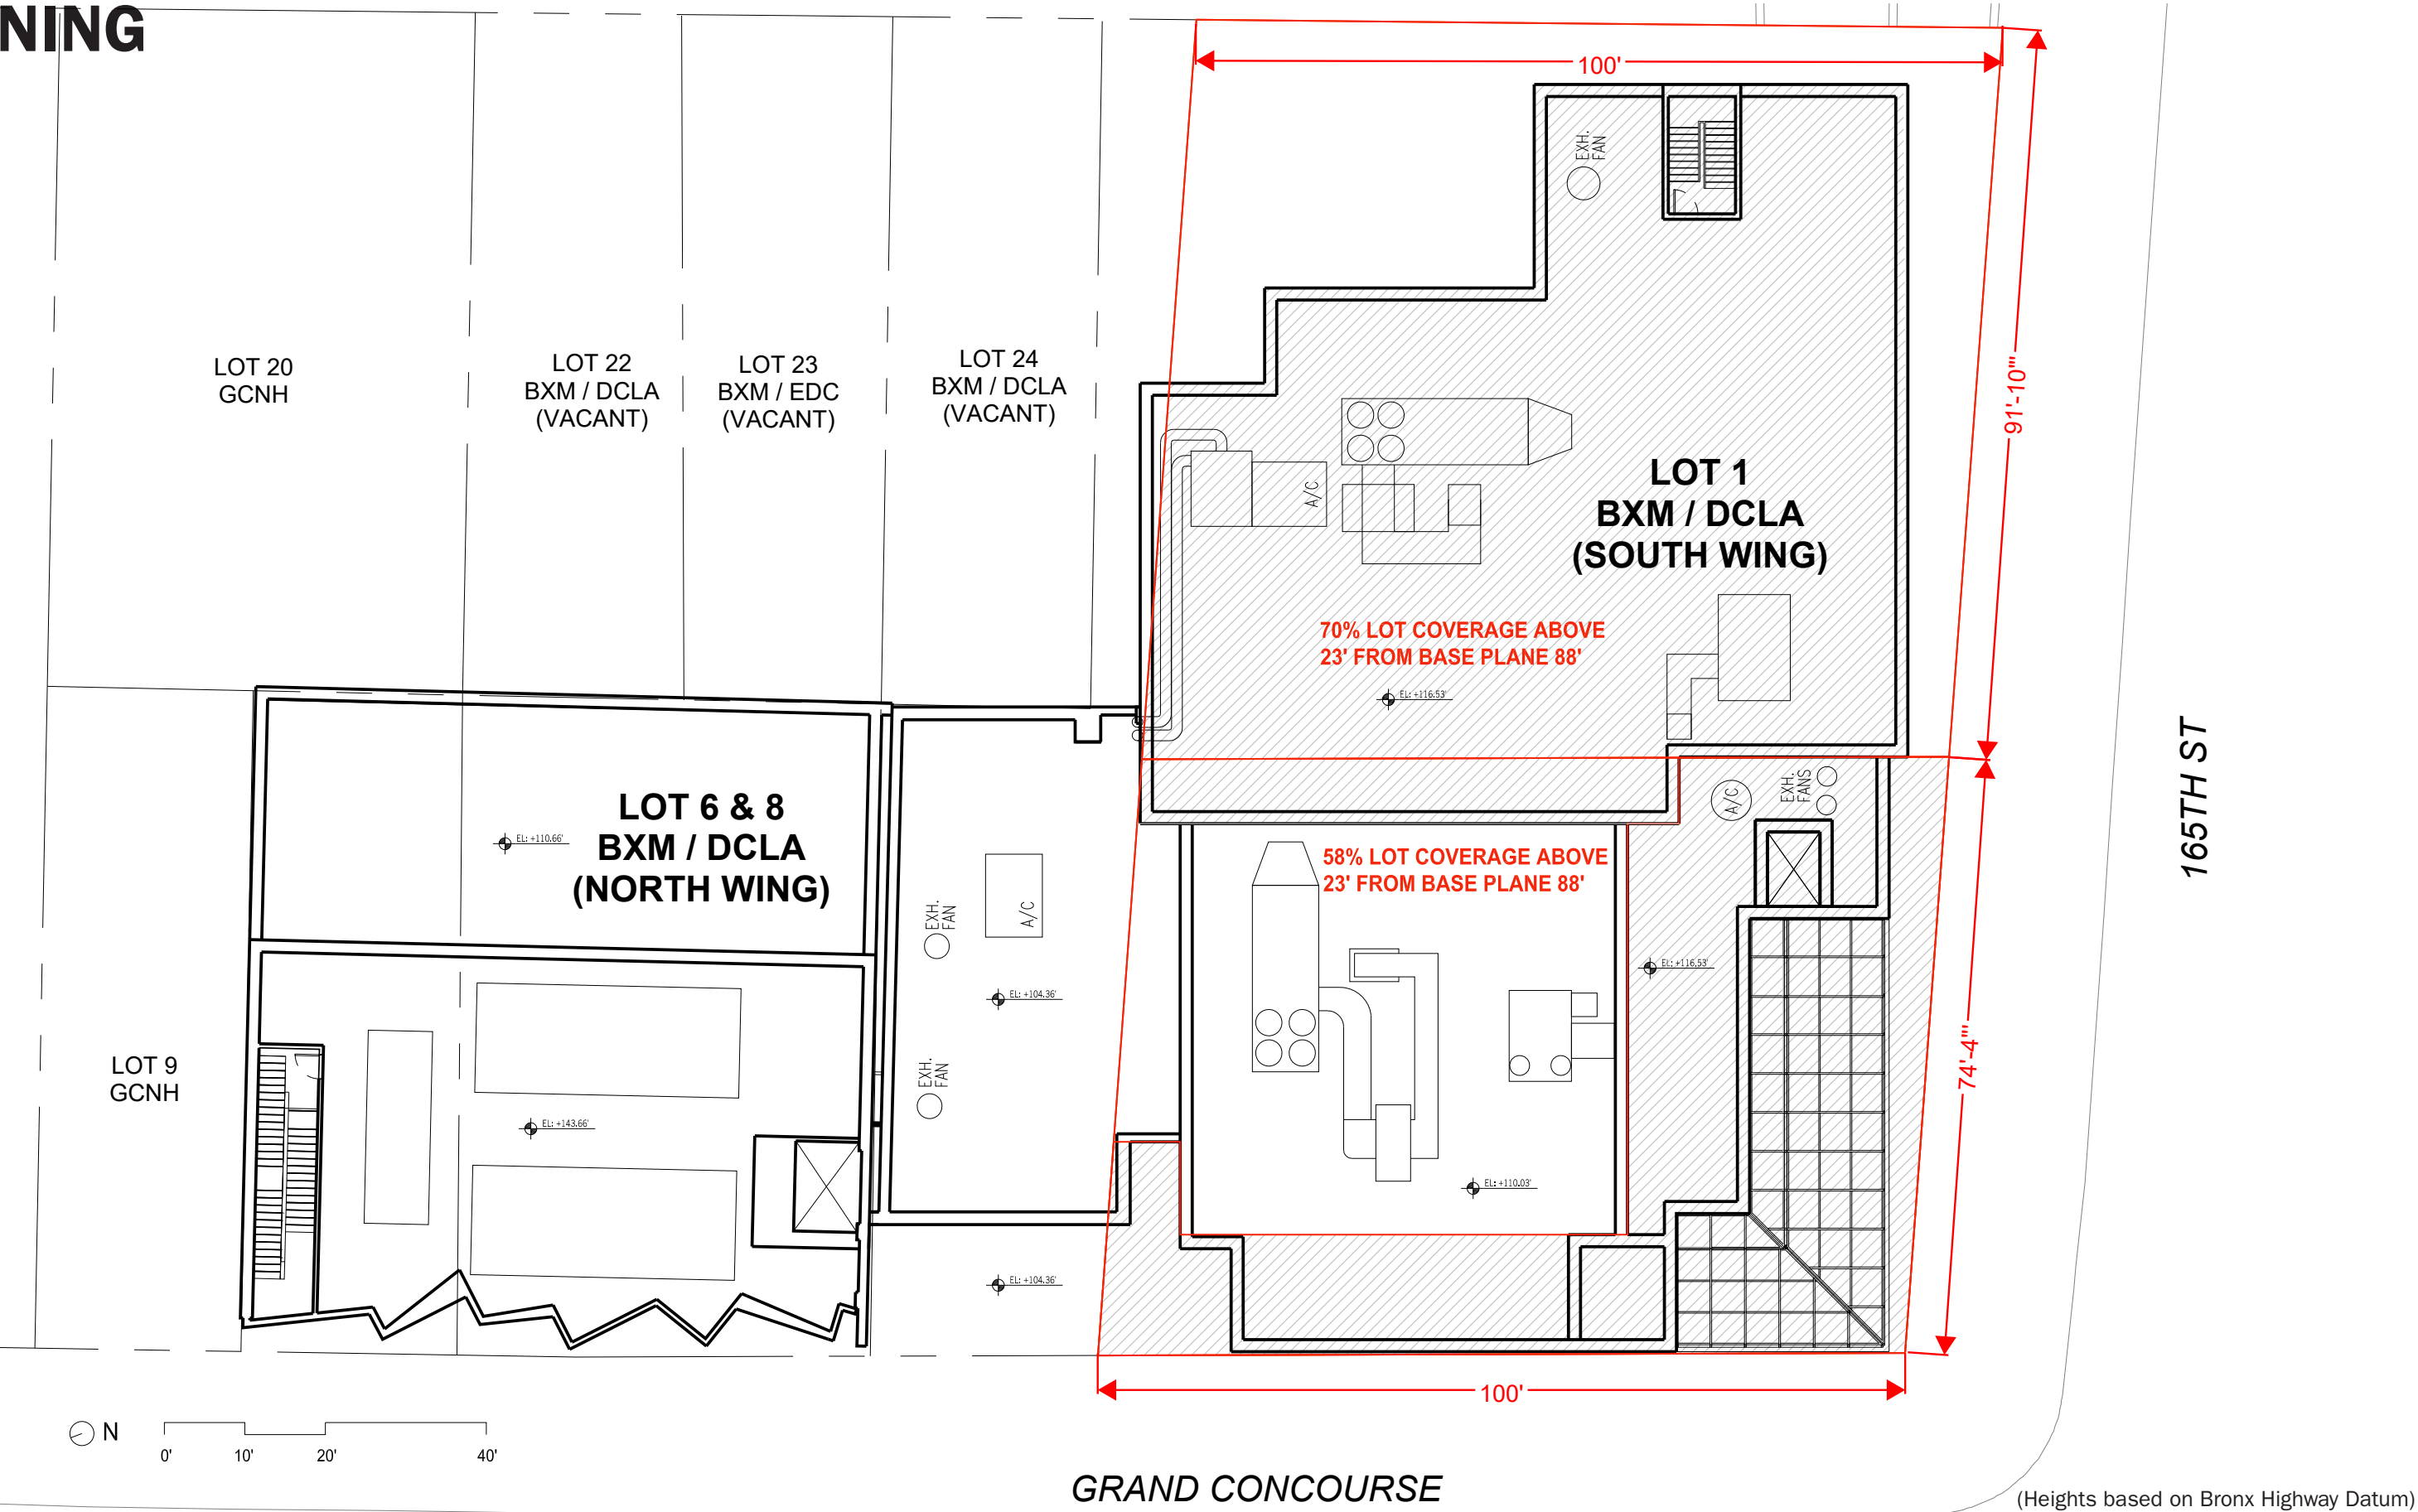 NING
100'
EXH.
FAN
91'-10"'
LOT 20
GCNH
LOT 22
BXM / DCLA
(VACANT)
LOT 23
BXM / EDC
(VACANT)
LOT 24
BXM / DCLA
(VACANT)
A/C
LOT 1
BXM / DCLA
(SOUTH WING)
70% LOT COVERAGE ABOVE
23' FROM BASE PLANE 88'
EL: +116.53'
165TH ST
LOT 6 & 8
BXM / DCLA
(NORTH WING)
EL: +110.66'
A/C
EXH.
FANS
58% LOT COVERAGE ABOVE
23' FROM BASE PLANE 88'
EXH.
FAN
A/C
EL: +116.53'
EL: +104.36'
LOT 9
GCNH
EXH.
FAN
74'-4"'
EL: +143.66'
EL: +110.03'
EL: +104.36'
100'
N
0' 10' 20' 40'
GRAND CONCOURSE
(Heights based on Bronx Highway Datum)